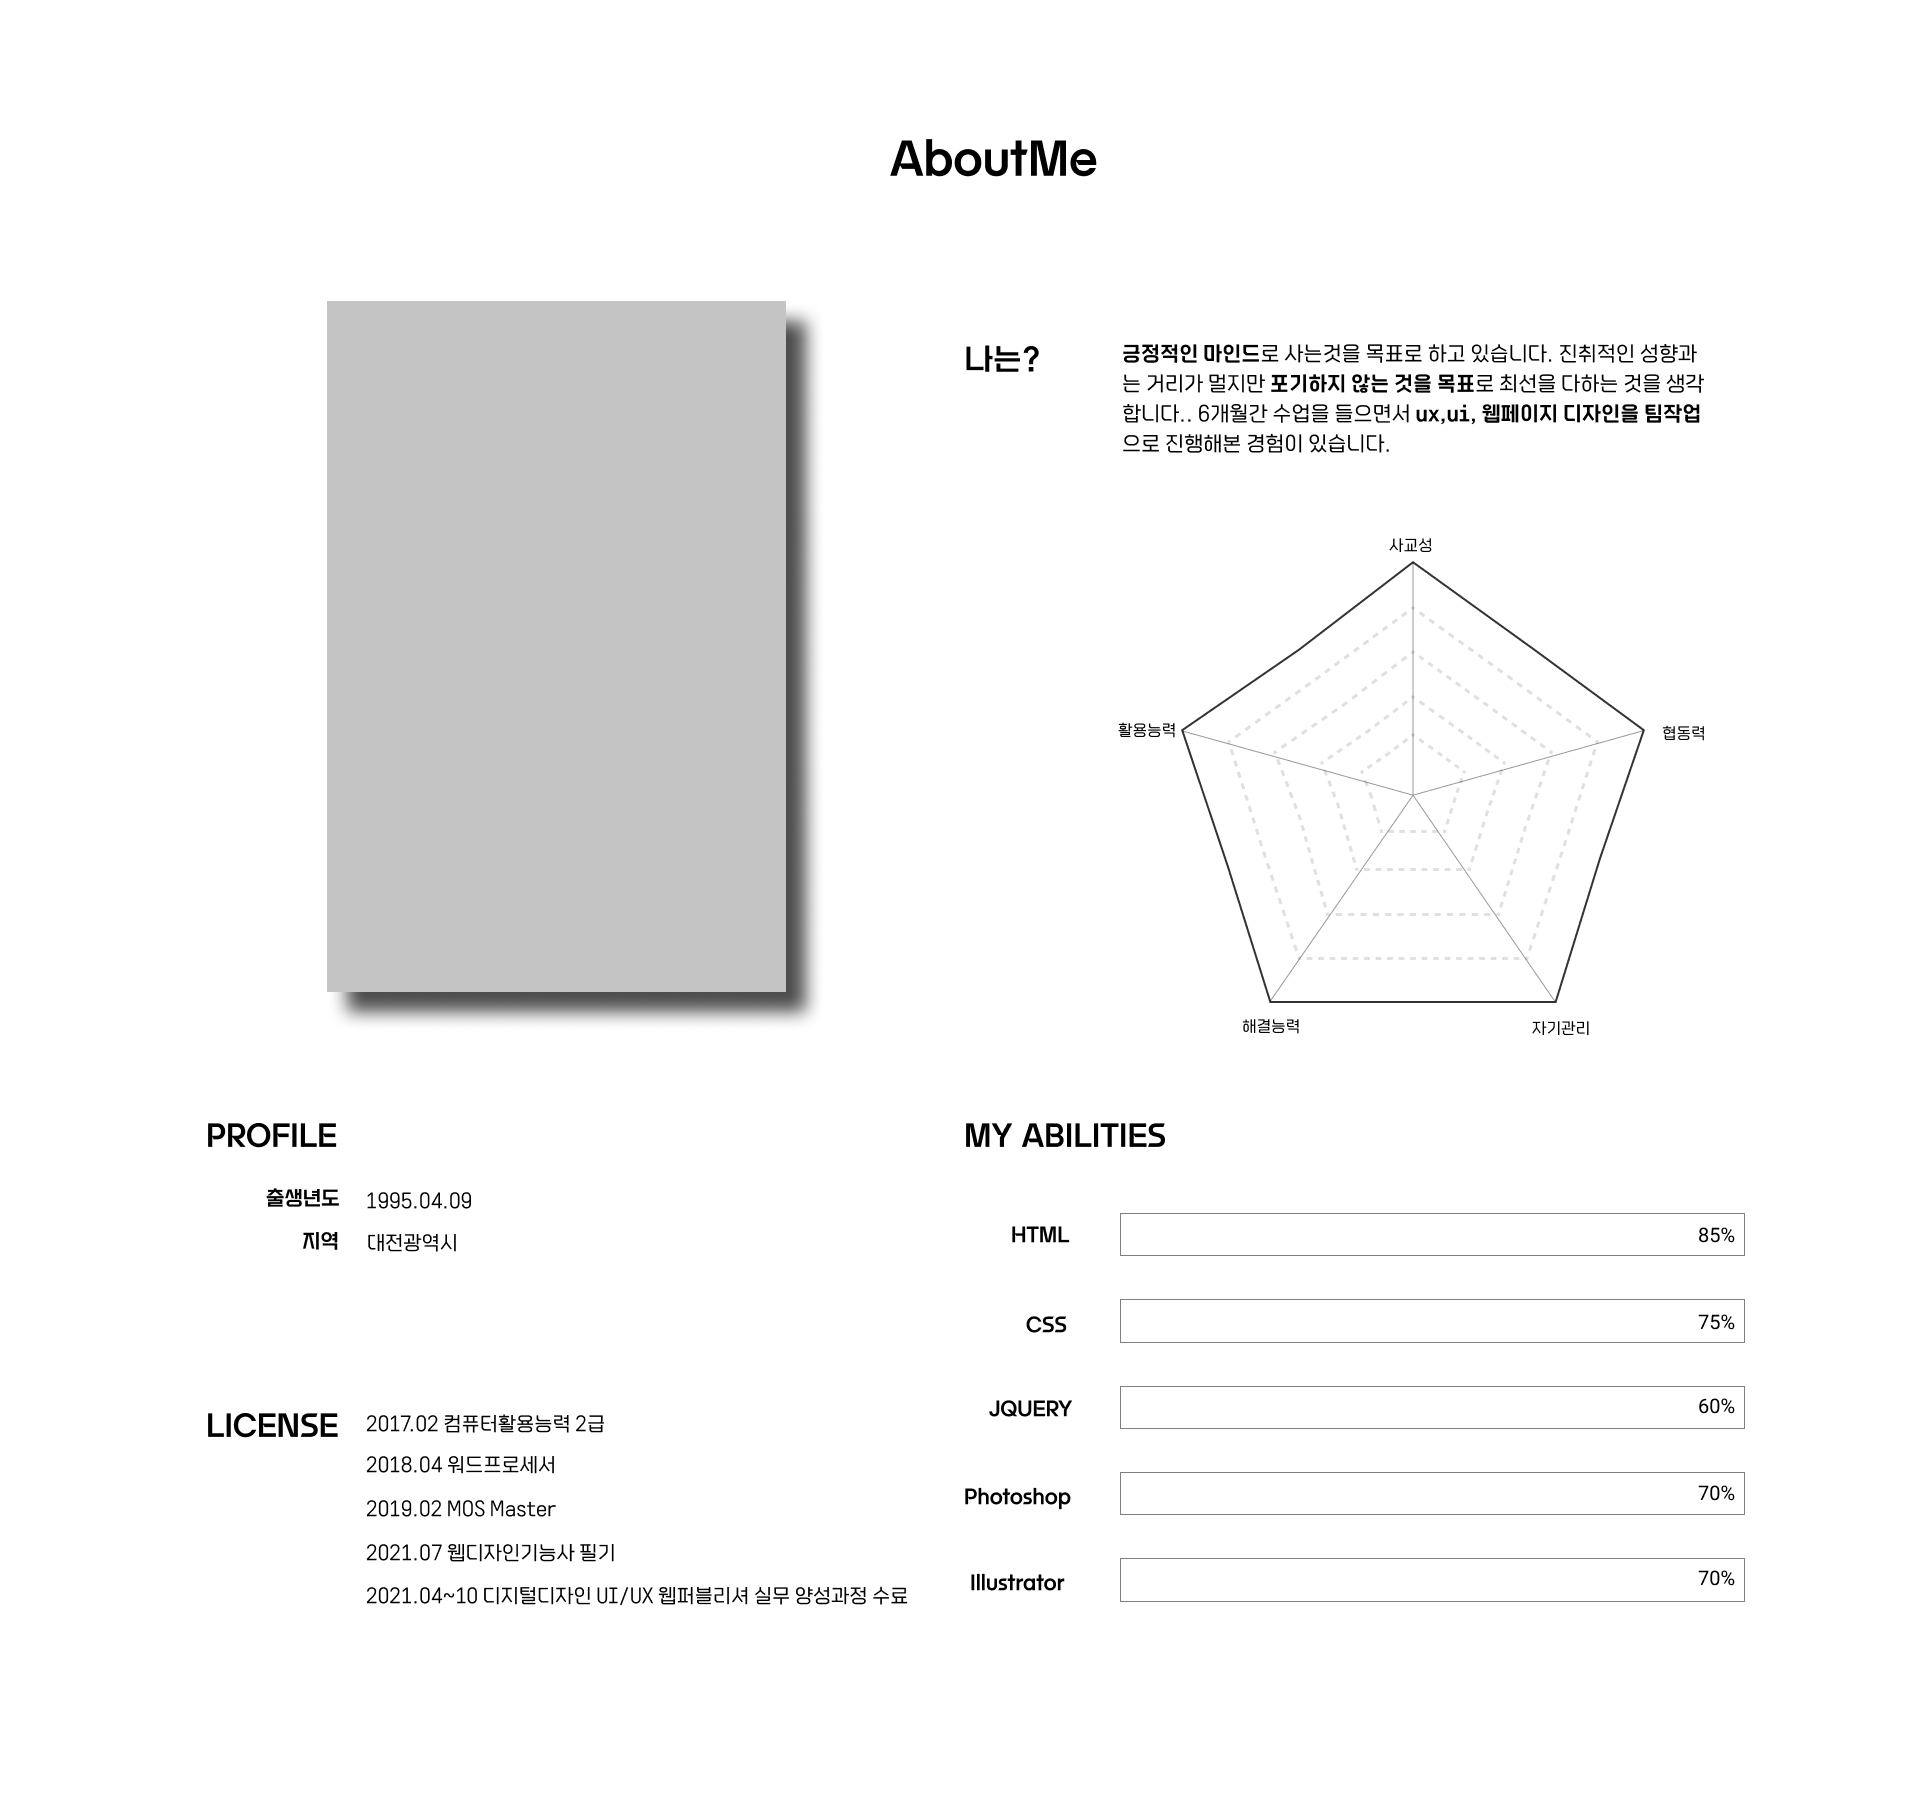 AboutMe
나는?
긍정적인 마인드로 사는것을 목표로 하고 있습니다. 진취적인 성향과
는 거리가 멀지만 포기하지 않는 것을 목표로 최선을 다하는 것을 생각
합니다.. 6개월간 수업을 들으면서 ux,ui, 웹페이지 디자인을 팀작업
으로 진행해본 경험이 있습니다.
사교성
활용능력
협동력
해결능력
자기관리
PROFILE
출생년도 1995.04.09
지역 대전광역시
LICENSE 2017.02 컴퓨터활용능력 2급
2018.04 워드프로세서
2019.02 MOS Master
2021.07 웹디자인기능사 필기
2021.04~10 디지털디자인 UI/UX 웹퍼블리셔 실무 양성과정 수료
MY ABILITIES
HTML 85%
CSS 75%
JQUERY 60%
Photoshop 70%
Illustrator 70%